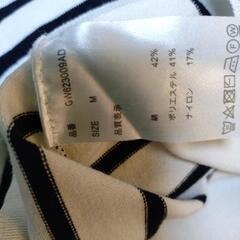 品番 GW623009AD
SIZE M
品質表示
綿 42%
ポリエステル 41%
ナイロン 17%